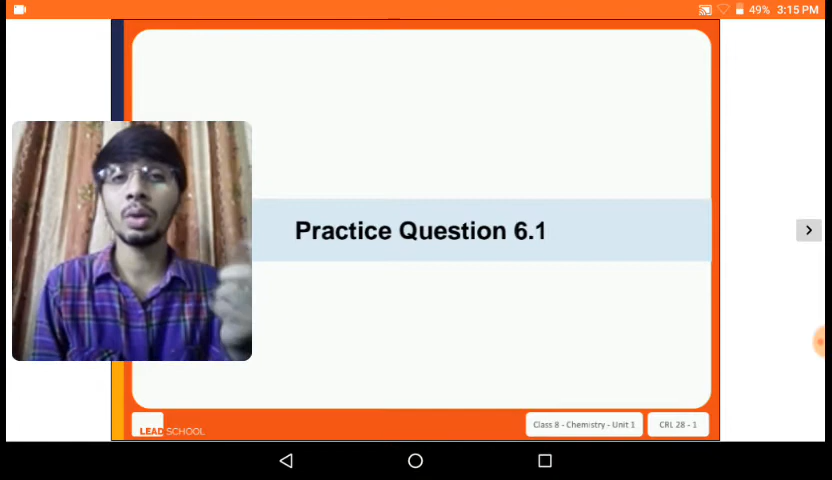 49% 3:15 PM
Practice Question 6.1
LEAD SCHOOL
Class 8 - Chemistry - Unit 1
CRL 28 - 1